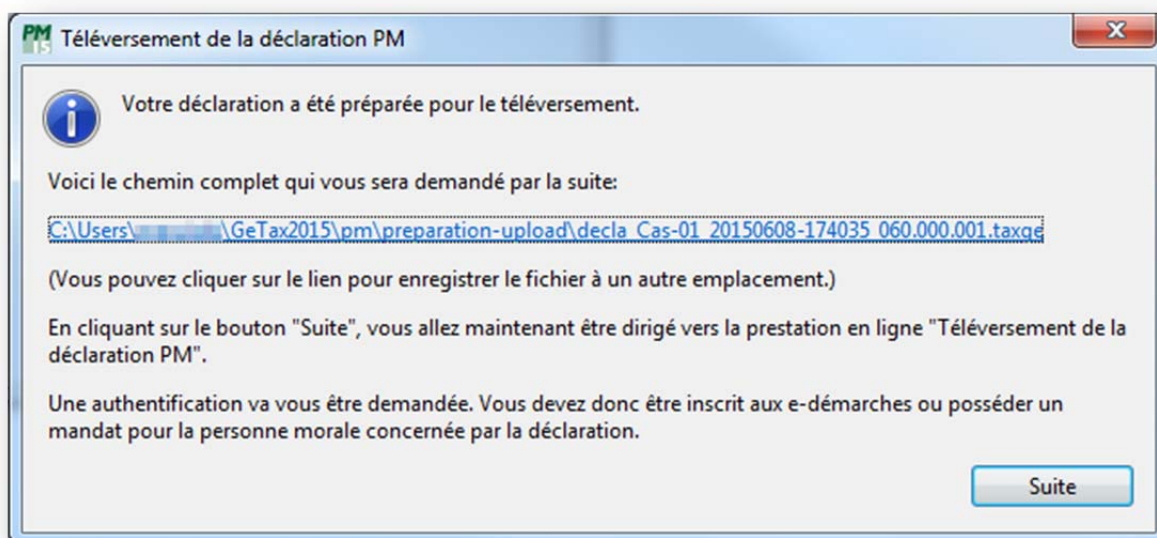 PM
15
Téléversement de la déclaration PM
Votre déclaration a été préparée pour le téléversement.
Voici le chemin complet qui vous sera demandé par la suite:
C:\Users\ \GeTax2015\pm\preparation-upload\decla_Cas-01_20150608-174035_060.000.001.taxge
(Vous pouvez cliquer sur le lien pour enregistrer le fichier à un autre emplacement.)
En cliquant sur le bouton "Suite", vous allez maintenant être dirigé vers la prestation en ligne "Téléversement de la
déclaration PM".
Une authentification va vous être demandée. Vous devez donc être inscrit aux e-démarches ou posséder un
mandat pour la personne morale concernée par la déclaration.
Suite